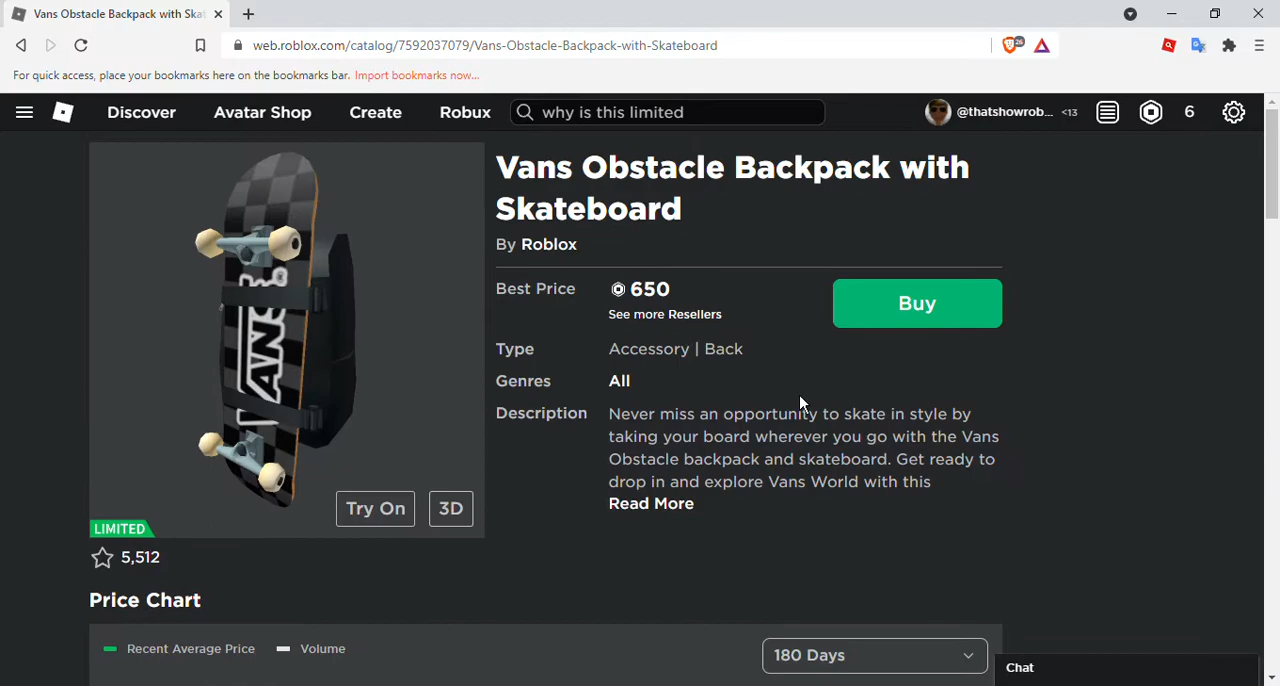 Vans Obstacle Backpack with Ska
web.roblox.com/catalog/7592037079/Vans-Obstacle-Backpack-with-Skateboard
26
For quick access, place your bookmarks here on the bookmarks bar. Import bookmarks now...
Discover Avatar Shop Create Robux why is this limited @thatshowrob... <13 6
Vans Obstacle Backpack with
Skateboard
By Roblox
Best Price 650 Buy
See more Resellers
Type Accessory | Back
Genres All
Description Never miss an opportunity to skate in style by
taking your board wherever you go with the Vans
Obstacle backpack and skateboard. Get ready to
drop in and explore Vans World with this
Read More
VANS
Try On 3D
LIMITED
5,512
Price Chart
Recent Average Price Volume 180 Days
Chat